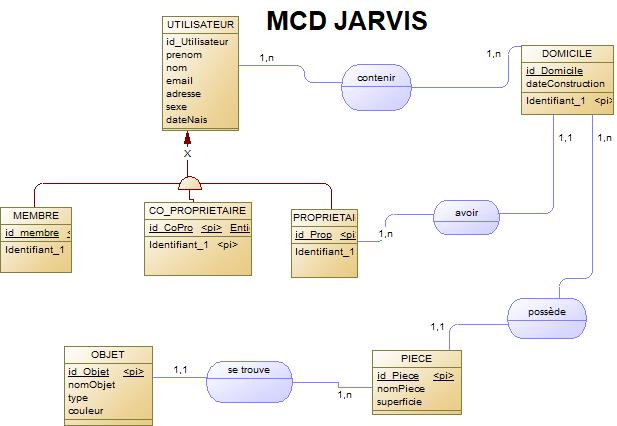 MCD JARVIS
UTILISATEUR
id_Utilisateur
prenom
nom
email
adresse
sexe
dateNais
1,n
contenir
1,n
DOMICILE
id_Domicile
dateConstruction
Identifiant_1 <pi>
X
1,1
1,n
MEMBRE
id_membre <
Identifiant_1
CO_PROPRIETAIRE
id_CoPro <pi> Enti
Identifiant_1 <pi>
PROPRIETAI
id_Prop <pi
Identifiant_1
1,n
avoir
possède
1,1
OBJET
id_Objet <pi>
nomObjet
type
couleur
1,1
se trouve
1,n
PIECE
id_Piece <pi>
nomPiece
superficie